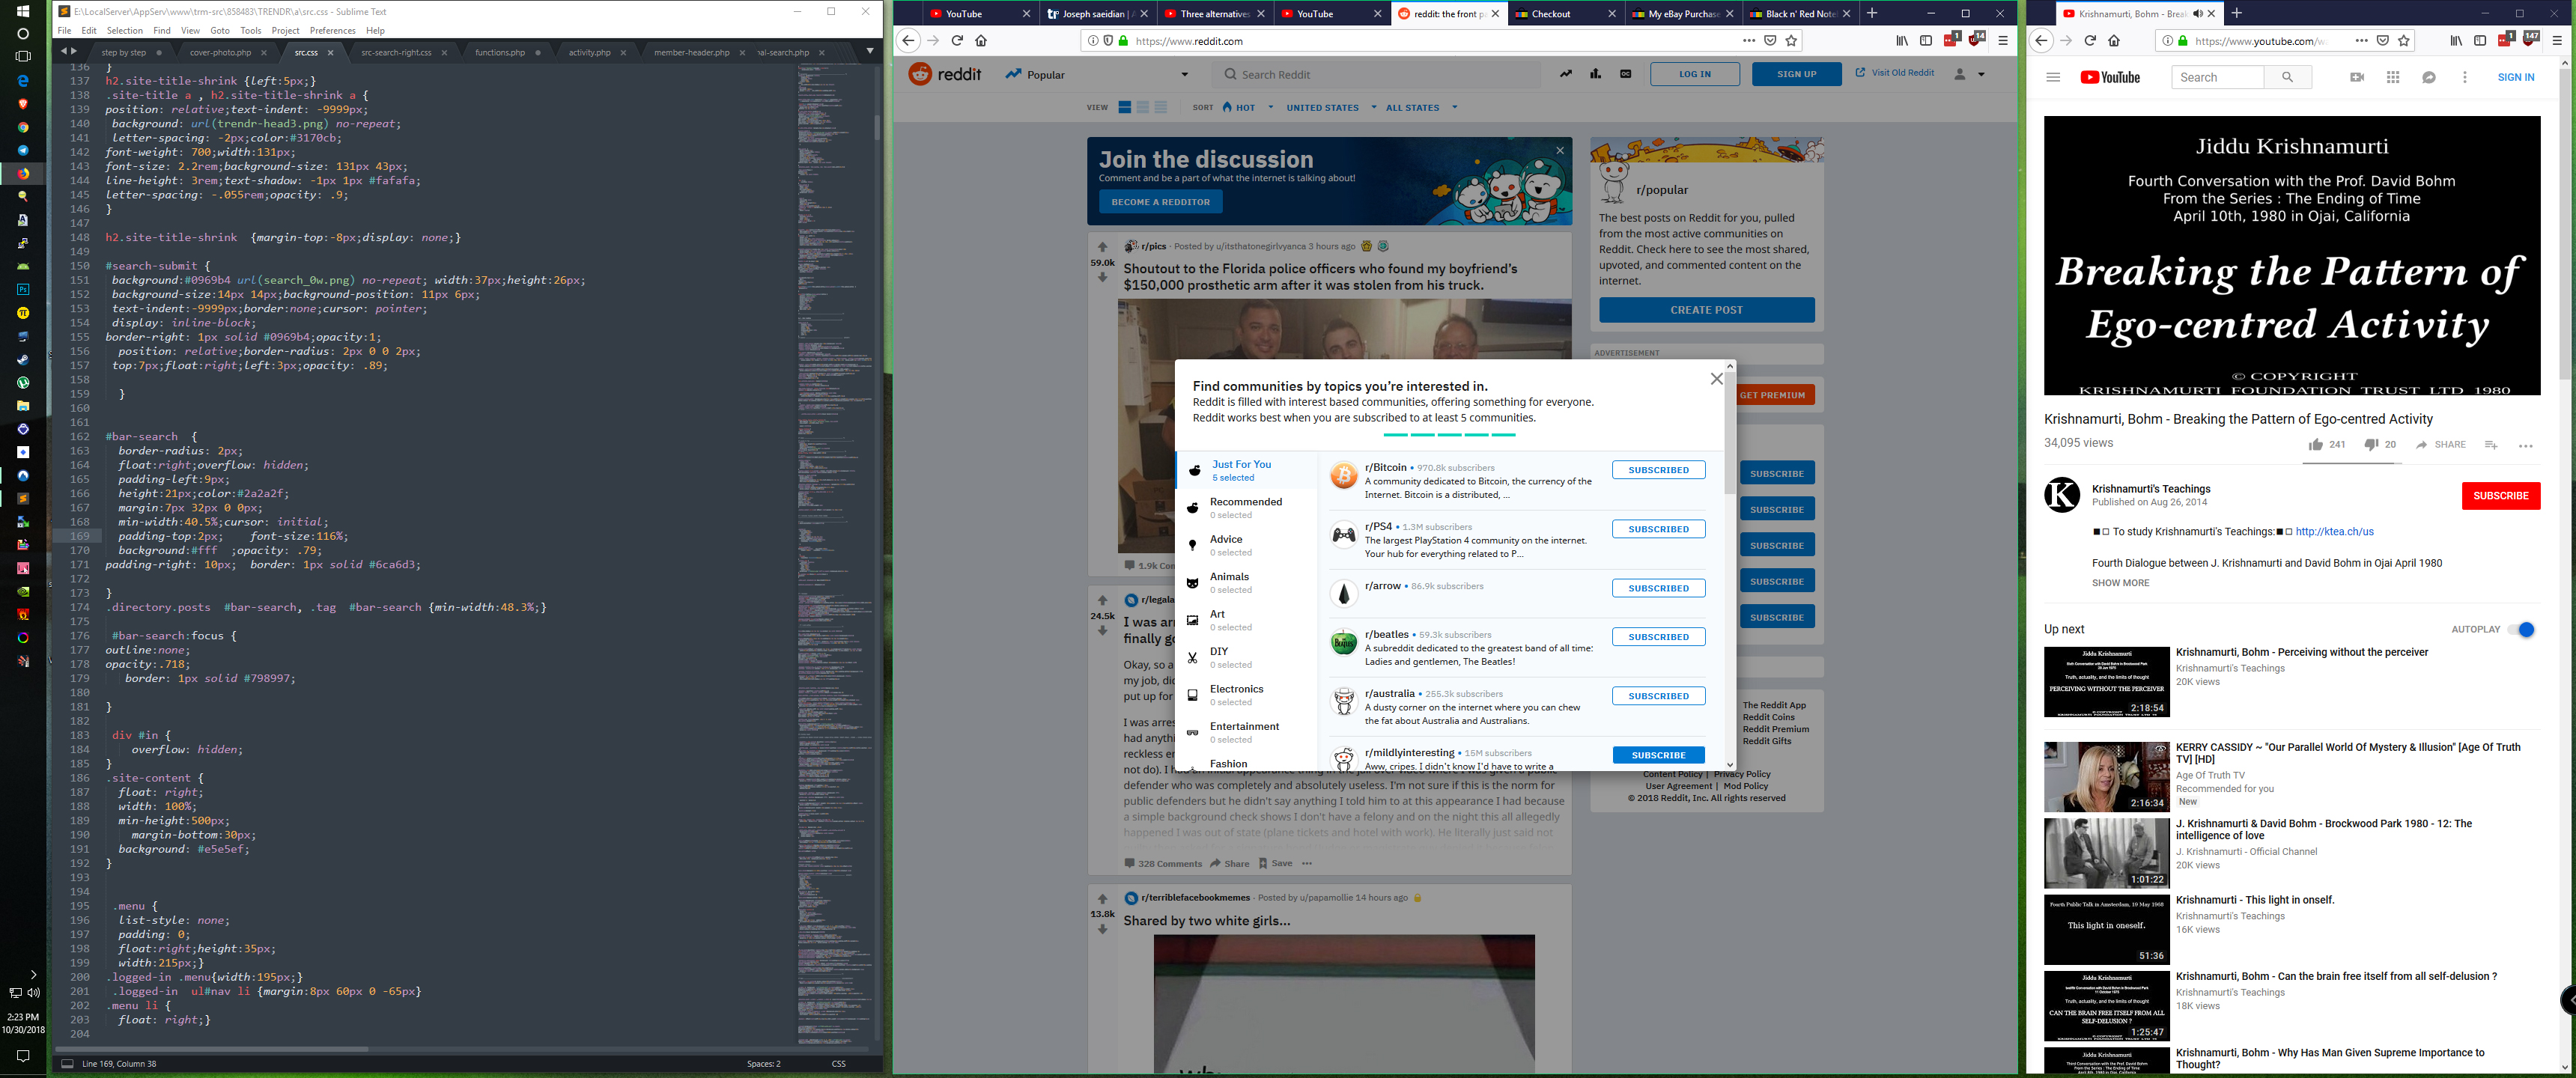 E:\LocalServer\AppServ\www\trm-src\858483\TRENDR\a\src.css - Sublime Text
File Edit Selection Find View Goto Tools Project Preferences Help
step by step
cover-photo.php
src.css
src-search-right.css
functions.php
activity.php
member-header.php
al-search.php
136 }
137 h2.site-title-shrink {left:5px;}
138 .site-title a , h2.site-title-shrink a {
139 position: relative;text-indent: -9999px;
140 background: url(trendr-head3.png) no-repeat;
141 letter-spacing: -2px;color:#3170cb;
142 font-weight: 700;width:131px;
143 font-size: 2.2rem;background-size: 131px 43px;
144 line-height: 3rem;text-shadow: -1px 1px #fafafa;
145 letter-spacing: -.055rem;opacity: .9;
146 }
147
148 h2.site-title-shrink {margin-top:-8px;display: none;}
149
150 #search-submit {
151 background:#0969b4 url(search_0w.png) no-repeat; width:37px;height:26px;
152 background-size:14px 14px;background-position: 11px 6px;
153 text-indent:-9999px;border:none;cursor: pointer;
154 display: inline-block;
155 border-right: 1px solid #0969b4;opacity:1;
156 position: relative;border-radius: 2px 0 0 2px;
157 top:7px;float:right;left:3px;opacity: .89;
158
159 }
160
161
162 #bar-search {
163 border-radius: 2px;
164 float:right;overflow: hidden;
165 padding-left:9px;
166 height:21px;color:#2a2a2f;
167 margin:7px 32px 0 0px;
168 min-width:40.5%;cursor: initial;
169 padding-top:2px; font-size:116%;
170 background:#fff ;opacity: .79;
171 padding-right: 10px; border: 1px solid #6ca6d3;
172
173 }
174 .directory.posts #bar-search, .tag #bar-search {min-width:48.3%;}
175
176 #bar-search:focus {
177 outline:none;
178 opacity:.718;
179 border: 1px solid #798997;
180
181 }
182
183 div #in {
184 overflow: hidden;
185 }
186 .site-content {
187 float: right;
188 width: 100%;
189 min-height:500px;
190 margin-bottom:30px;
191 background: #e5e5ef;
192 }
193
194
195 .menu {
196 list-style: none;
197 padding: 0;
198 float:right;height:35px;
199 width:215px;}
200 .logged-in .menu{width:195px;}
201 .logged-in ul#nav li {margin:8px 60px 0 -65px}
202 .menu li {
203 float: right;}
204
Line 169, Column 38
Spaces: 2
CSS
2:23 PM
10/30/2018
YouTube
Joseph saeidian |
Three alternatives
YouTube
reddit: the front p
Checkout
My eBay Purchase
Black n' Red Note
https://www.reddit.com
reddit
Popular
Search Reddit
LOG IN
SIGN UP
Visit Old Reddit
VIEW
SORT
HOT
UNITED STATES
ALL STATES
Join the discussion
Comment and be a part of what the internet is talking about!
BECOME A REDDITOR
r/pics · Posted by u/itsthatonegirlvyanca 3 hours ago
59.0k
Shoutout to the Florida police officers who found my boyfriend's
$150,000 prosthetic arm after it was stolen from his truck.
1.9k Con
r/popular
The best posts on Reddit for you, pulled
from the most active communities on
Reddit. Check here to see the most shared,
upvoted, and commented content on the
internet.
CREATE POST
ADVERTISEMENT
GET PREMIUM
SUBSCRIBE
SUBSCRIBE
SUBSCRIBE
SUBSCRIBE
SUBSCRIBE
The Reddit App
Reddit Coins
Reddit Premium
Reddit Gifts
Content Policy | Privacy Policy
User Agreement | Mod Policy
© 2018 Reddit, Inc. All rights reserved
Find communities by topics you're interested in.
Reddit is filled with interest based communities, offering something for everyone.
Reddit works best when you are subscribed to at least 5 communities.
Just For You
5 selected
Recommended
0 selected
Advice
0 selected
Animals
0 selected
Art
0 selected
DIY
0 selected
Electronics
0 selected
Entertainment
0 selected
Fashion
r/Bitcoin • 970.8k subscribers
A community dedicated to Bitcoin, the currency of the
Internet. Bitcoin is a distributed, ...
SUBSCRIBED
r/PS4 • 1.3M subscribers
The largest PlayStation 4 community on the internet.
Your hub for everything related to P...
SUBSCRIBED
r/arrow • 86.9k subscribers
SUBSCRIBED
r/beatles • 59.3k subscribers
A subreddit dedicated to the greatest band of all time:
Ladies and gentlemen, The Beatles!
SUBSCRIBED
r/australia • 255.3k subscribers
A dusty corner on the internet where you can chew
the fat about Australia and Australians.
SUBSCRIBED
r/mildlyinteresting • 15M subscribers
Aww, cripes. I didn't know I'd have to write a
SUBSCRIBE
r/legala
24.5k
I was arr
finally go
Okay, so a
my job, did
put up for
I was arres
had anythi
reckless en
not do). I
defender who was completely and absolutely useless. I'm not sure if this is the norm for
public defenders but he didn't say anything I told him to at this appearance I had because
a simple background check shows I don't have a felony and on the night this all allegedly
happened I was out of state (plane tickets and hotel with work). He literally just said not
328 Comments Share Save
r/terriblefacebookmemes · Posted by u/papamollie 14 hours ago
13.8k
Shared by two white girls...
Krishnamurti, Bohm - Break
https://www.youtube.com/w
147
YouTube
Search
SIGN IN
Jiddu Krishnamurti
Fourth Conversation with the Prof. David Bohm
From the Series : The Ending of Time
April 10th, 1980 in Ojai, California
Breaking the Pattern of
Ego-centred Activity
© COPYRIGHT
KRISHNAMURTI FOUNDATION TRUST LTD 1980
Krishnamurti, Bohm - Breaking the Pattern of Ego-centred Activity
34,095 views
241
20
SHARE
Krishnamurti's Teachings
Published on Aug 26, 2014
SUBSCRIBE
To study Krishnamurti's Teachings: http://ktea.ch/us
Fourth Dialogue between J. Krishnamurti and David Bohm in Ojai April 1980
SHOW MORE
Up next
AUTOPLAY
Jiddu Krishnamurti
PERCEIVING WITHOUT THE PERCEIVER
2:18:54
Krishnamurti, Bohm - Perceiving without the perceiver
Krishnamurti's Teachings
20K views
2:16:34
KERRY CASSIDY ~ "Our Parallel World Of Mystery & Illusion" [Age Of Truth
TV] [HD]
Age Of Truth TV
Recommended for you
New
1:01:22
J. Krishnamurti & David Bohm - Brockwood Park 1980 - 12: The
intelligence of love
J. Krishnamurti - Official Channel
20K views
Fourth Public Talk in Amsterdam, 19 May 1968
This light in oneself.
51:36
Krishnamurti - This light in onself.
Krishnamurti's Teachings
16K views
Jiddu Krishnamurti
CAN THE BRAIN FREE ITSELF FROM ALL
SELF-DELUSION ?
1:25:47
Krishnamurti, Bohm - Can the brain free itself from all self-delusion ?
Krishnamurti's Teachings
18K views
Jiddu Krishnamurti
Krishnamurti, Bohm - Why Has Man Given Supreme Importance to
Thought?